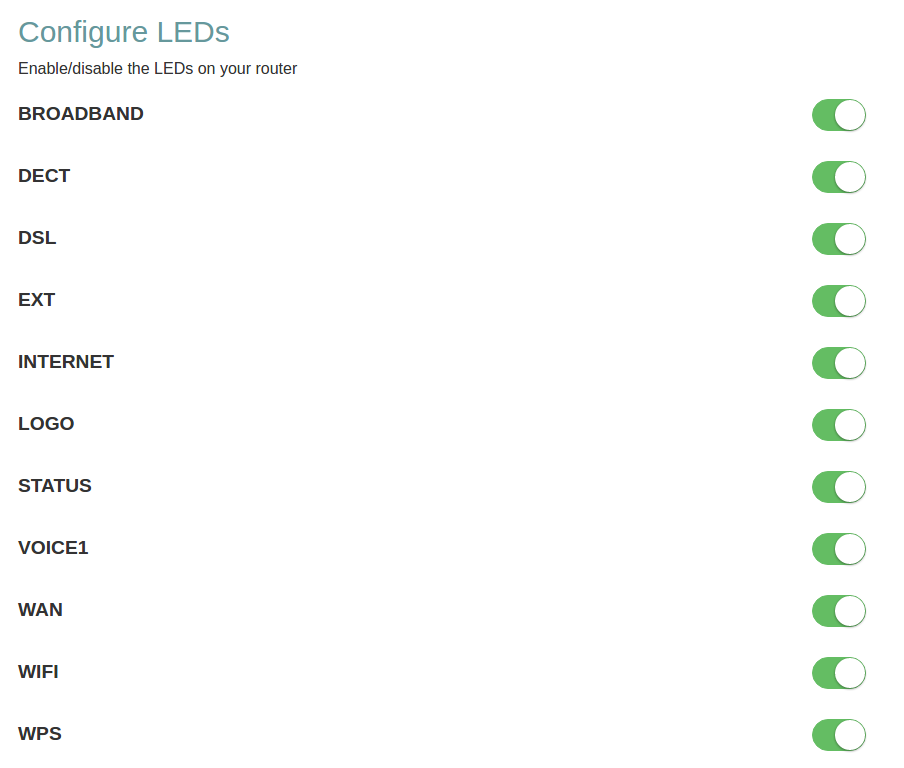 Configure LEDs
Enable/disable the LEDs on your router
BROADBAND
DECT
DSL
EXT
INTERNET
LOGO
STATUS
VOICE1
WAN
WIFI
WPS